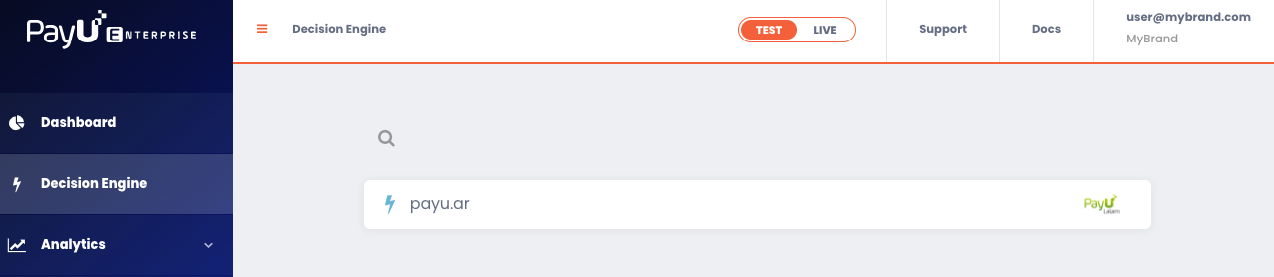 PayU ENTERPRISE
Decision Engine
TEST LIVE
Support
Docs
user@mybrand.com
MyBrand
Dashboard
Decision Engine
Analytics
payu.ar
PayU
Latam